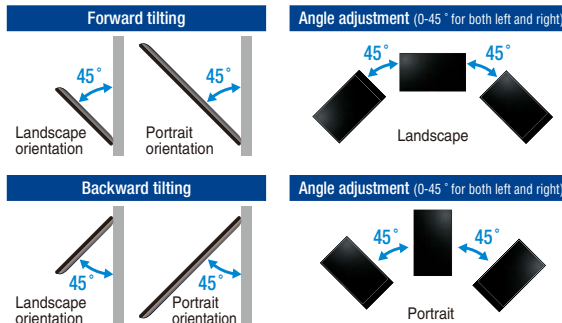 Forward tilting
45°
45°
Landscape
orientation
Portrait
orientation
Angle adjustment (0-45 ° for both left and right)
45°
45°
Landscape
Backward tilting
45°
45°
Landscape
orientation
Portrait
orientation
Angle adjustment (0-45 ° for both left and right)
45°
45°
Portrait